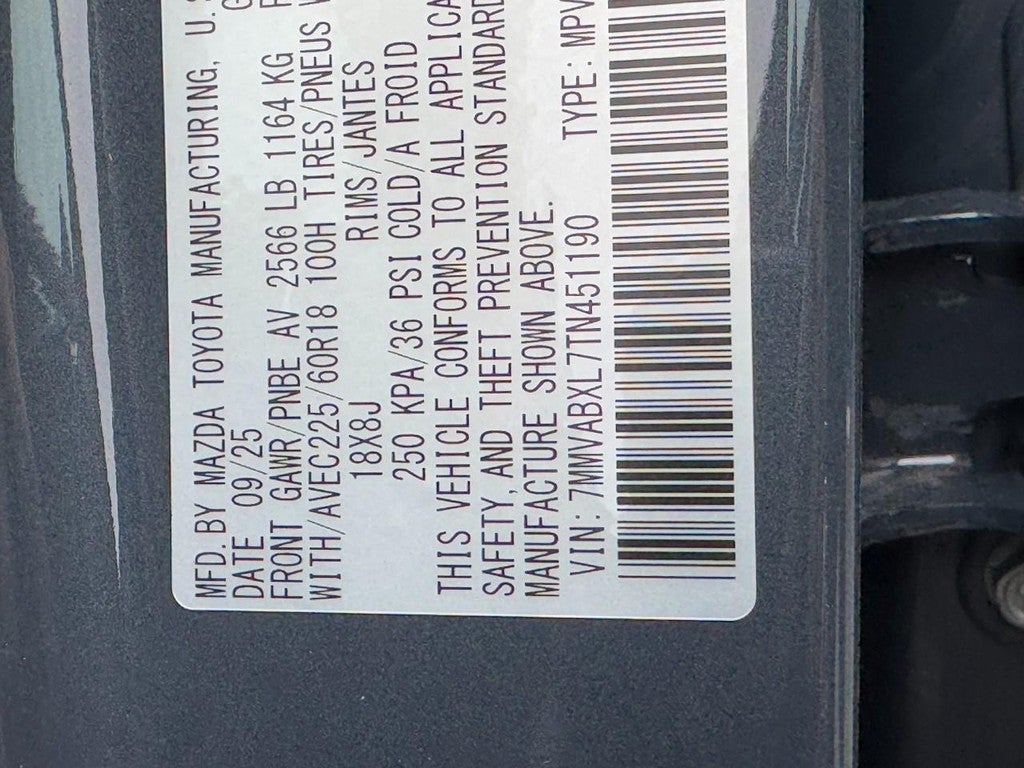 MFD. BY MAZDA TOYOTA MANUFACTURING, U.S
DATE 09/25 G
FRONT GAWR/PNBE AV 2566 LB 1164 KG
WITH/AVEC225/60R18 100H TIRES/PNEUS
18X8J RIMS/JANTES
250 KPA/36 PSI COLD/A FROID
THIS VEHICLE CONFORMS TO ALL APPLICA
SAFETY, AND THEFT PREVENTION STANDARD
MANUFACTURE SHOWN ABOVE.
VIN: 7MMVABXL7TN451190 TYPE: MPV